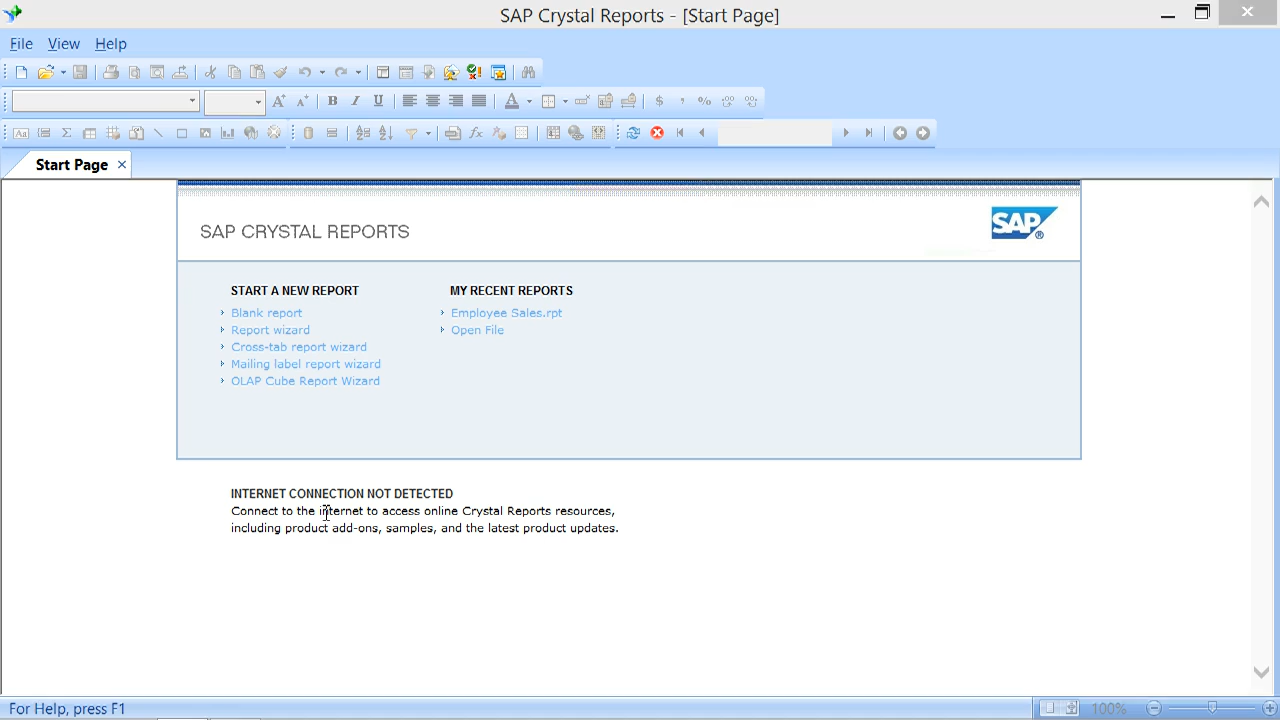 SAP Crystal Reports - [Start Page]
File View Help
Start Page
SAP CRYSTAL REPORTS
SAP®
START A NEW REPORT
Blank report
Report wizard
Cross-tab report wizard
Mailing label report wizard
OLAP Cube Report Wizard
MY RECENT REPORTS
Employee Sales.rpt
Open File
INTERNET CONNECTION NOT DETECTED
Connect to the internet to access online Crystal Reports resources,
including product add-ons, samples, and the latest product updates.
For Help, press F1
100%